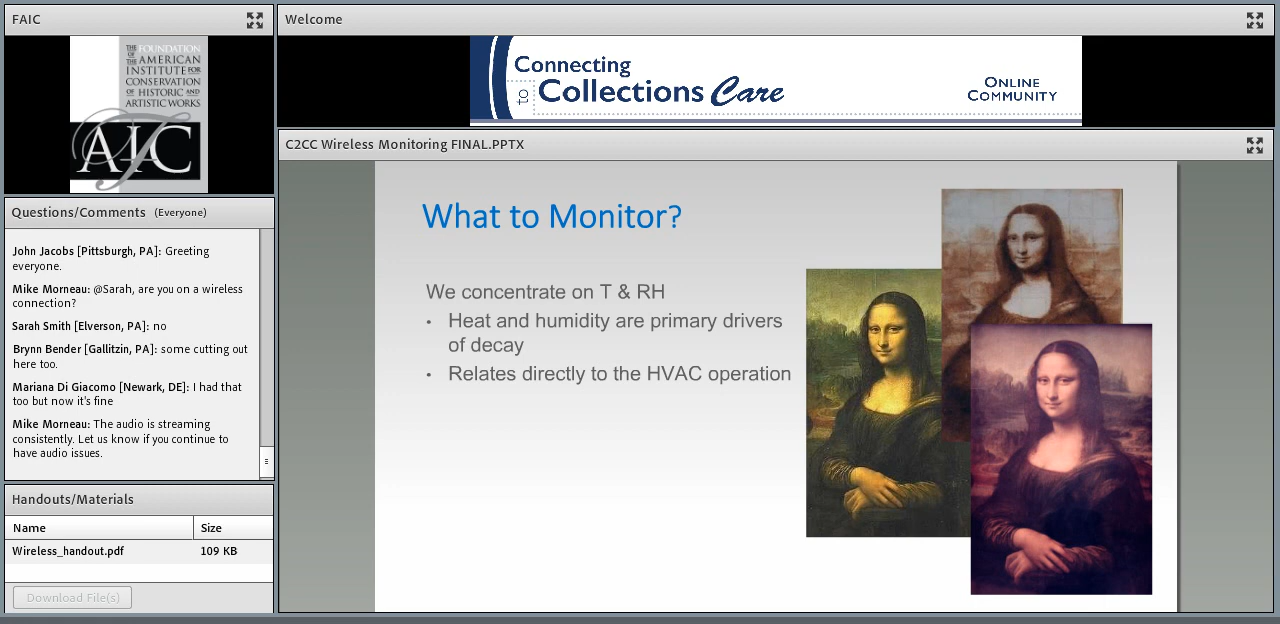 FAIC
THE FOUNDATION
OF THE AMERICAN
INSTITUTE FOR
CONSERVATION
OF HISTORIC AND
ARTISTIC WORKS
AIC
Welcome
Connecting
to Collections Care
ONLINE
COMMUNITY
C2CC Wireless Monitoring FINAL.PPTX
What to Monitor?
We concentrate on T & RH
• Heat and humidity are primary drivers
of decay
• Relates directly to the HVAC operation
Questions/Comments (Everyone)
John Jacobs [Pittsburgh, PA]: Greeting
everyone.
Mike Morneau: @Sarah, are you on a wireless
connection?
Sarah Smith [Elverson, PA]: no
Brynn Bender [Gallitzin, PA]: some cutting out
here too.
Mariana Di Giacomo [Newark, DE]: I had that
too but now it's fine
Mike Morneau: The audio is streaming
consistently. Let us know if you continue to
have audio issues.
Handouts/Materials
Name Size
Wireless_handout.pdf 109 KB
Download File(s)